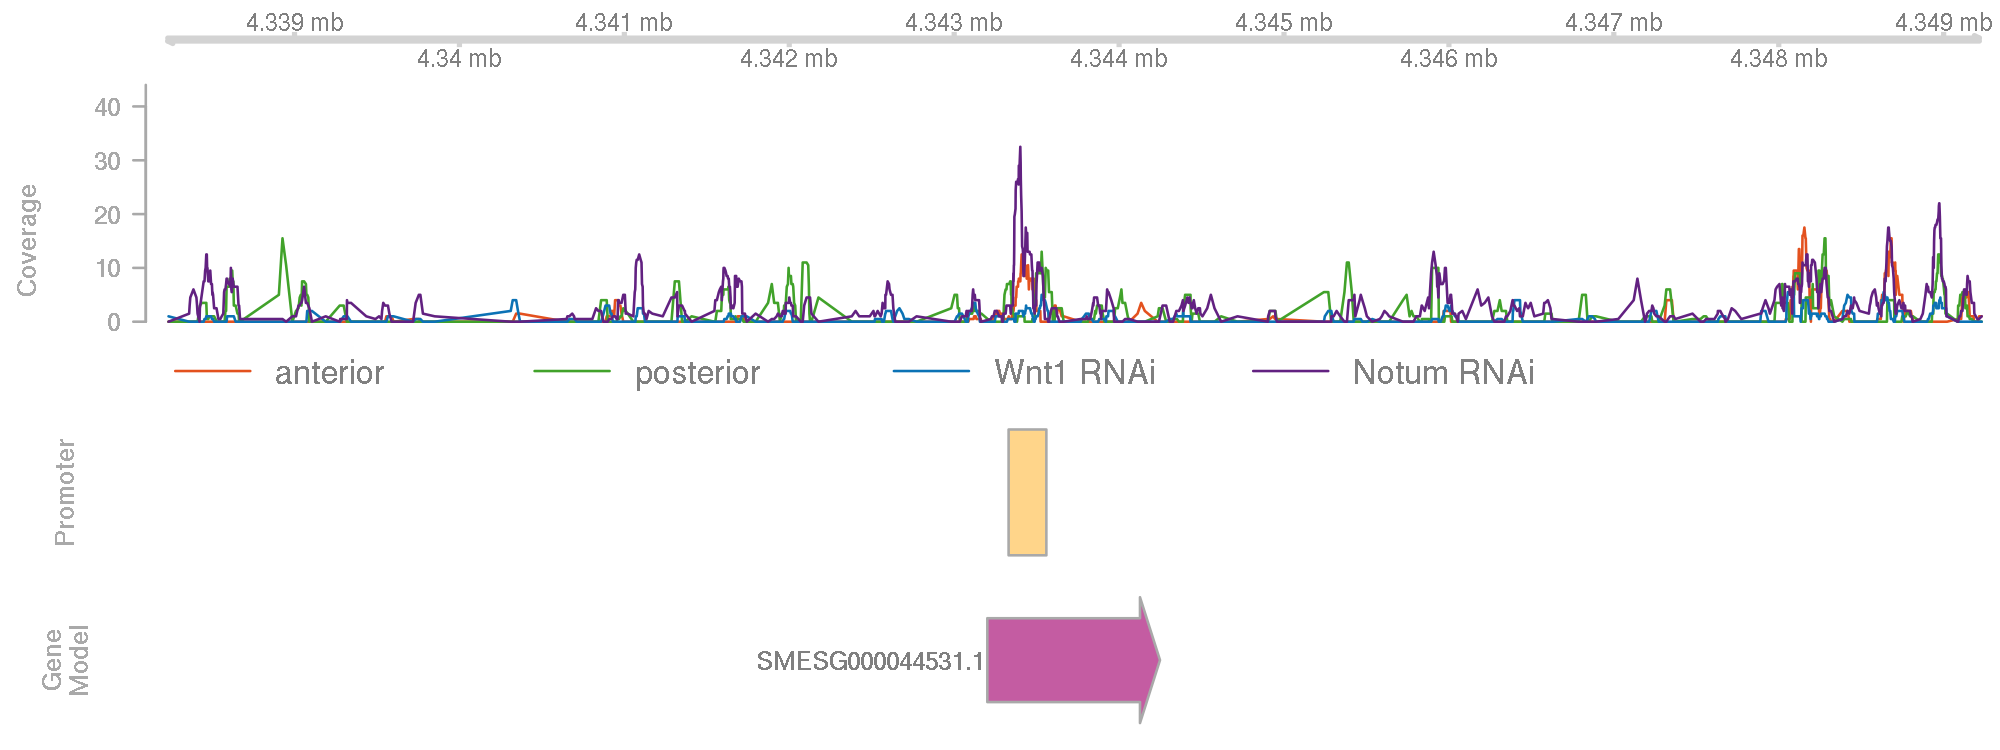 4.339 mb 4.341 mb 4.343 mb 4.345 mb 4.347 mb 4.349 mb
4.34 mb 4.342 mb 4.344 mb 4.346 mb 4.348 mb
Coverage
40
30
20
10
0
anterior posterior Wnt1 RNAi Notum RNAi
Promoter
Gene
Model
SMESG000044531.1